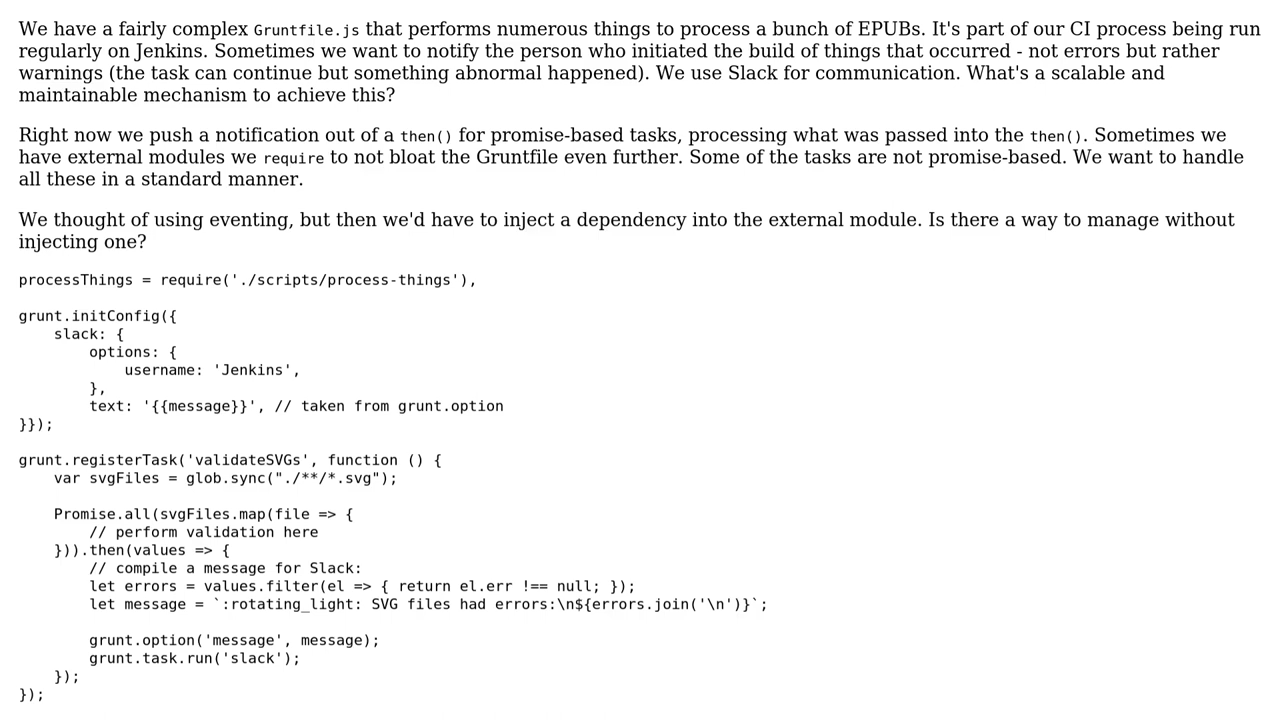 We have a fairly complex Gruntfile.js that performs numerous things to process a bunch of EPUBs. It's part of our CI process being run
regularly on Jenkins. Sometimes we want to notify the person who initiated the build of things that occurred - not errors but rather
warnings (the task can continue but something abnormal happened). We use Slack for communication. What's a scalable and
maintainable mechanism to achieve this?
Right now we push a notification out of a then() for promise-based tasks, processing what was passed into the then(). Sometimes we
have external modules we require to not bloat the Gruntfile even further. Some of the tasks are not promise-based. We want to handle
all these in a standard manner.
We thought of using eventing, but then we'd have to inject a dependency into the external module. Is there a way to manage without
injecting one?
processThings = require('./scripts/process-things'),
grunt.initConfig({
    slack: {
        options: {
            username: 'Jenkins',
        },
        text: '{{message}}', // taken from grunt.option
}});
grunt.registerTask('validateSVGs', function () {
    var svgFiles = glob.sync("./**/*.svg");
    Promise.all(svgFiles.map(file => {
        // perform validation here
    })).then(values => {
        // compile a message for Slack:
        let errors = values.filter(el => { return el.err !== null; });
        let message = `:rotating_light: SVG files had errors:\n${errors.join('\n')}`;
        grunt.option('message', message);
        grunt.task.run('slack');
    });
});